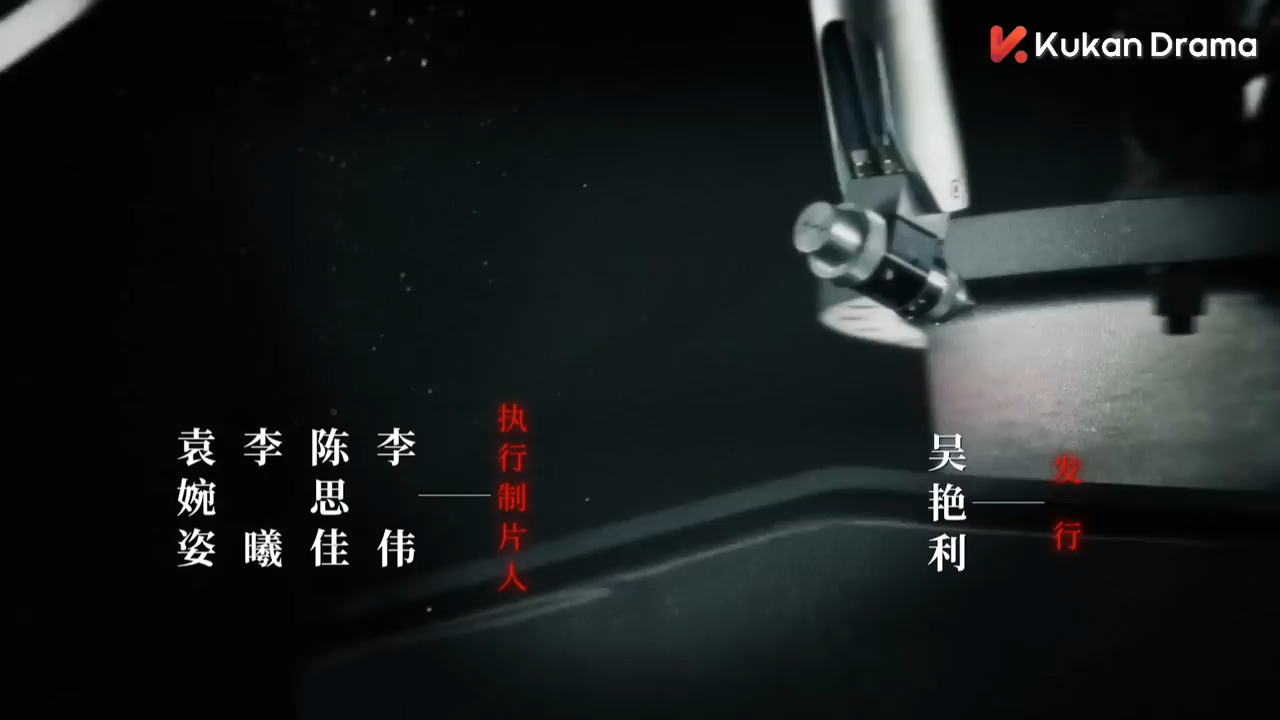 Kukan Drama
发行
吴艳利
执行制片人
李伟
陈思佳
李曦
袁婉姿